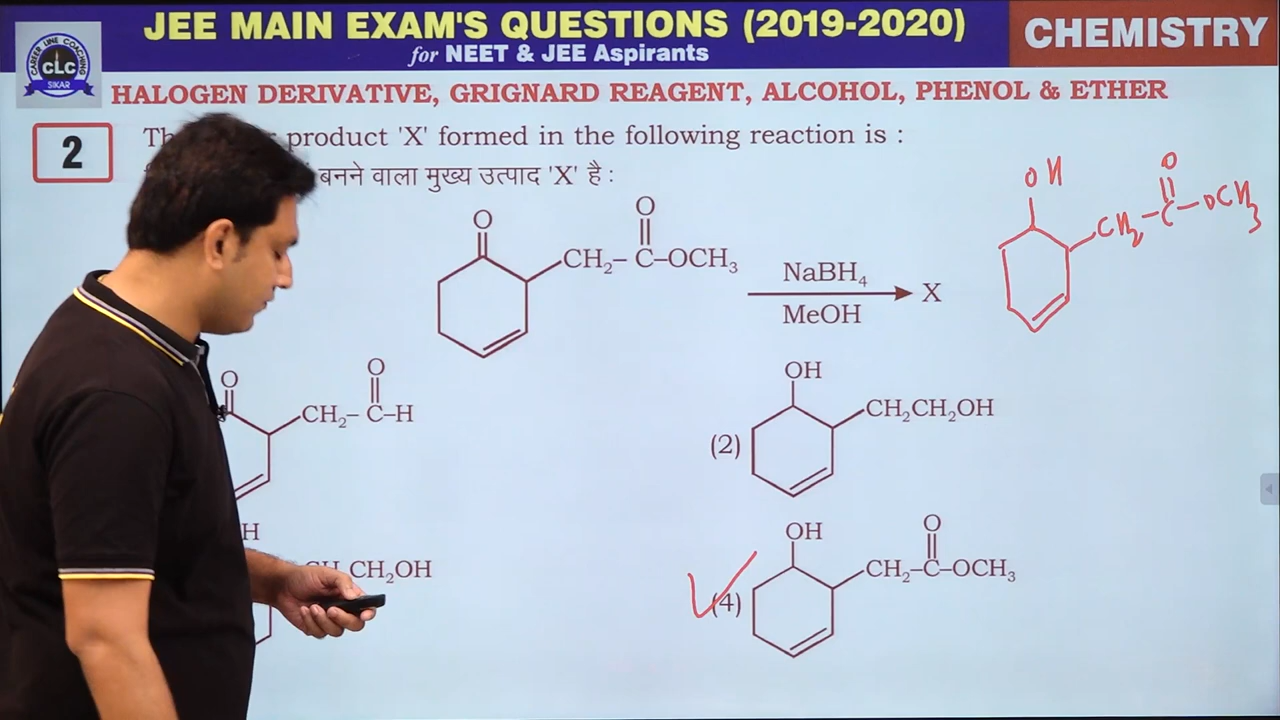 JEE MAIN EXAM'S QUESTIONS (2019-2020)
for NEET & JEE Aspirants
CHEMISTRY
CAREER LINE COACHING
CLC
SIKAR
HALOGEN DERIVATIVE, GRIGNARD REAGENT, ALCOHOL, PHENOL & ETHER
2
product 'X' formed in the following reaction is :
बनने वाला मुख्य उत्पाद 'X' है :
O
O
CH₂–C–OCH₃
NaBH₄
MeOH
X
OH
O
CH₂–C–OCH₃
O
O
CH₂–C–H
(2)
OH
CH₂CH₂OH
H
CH₂OH
(4)
OH
O
CH₂–C–OCH₃